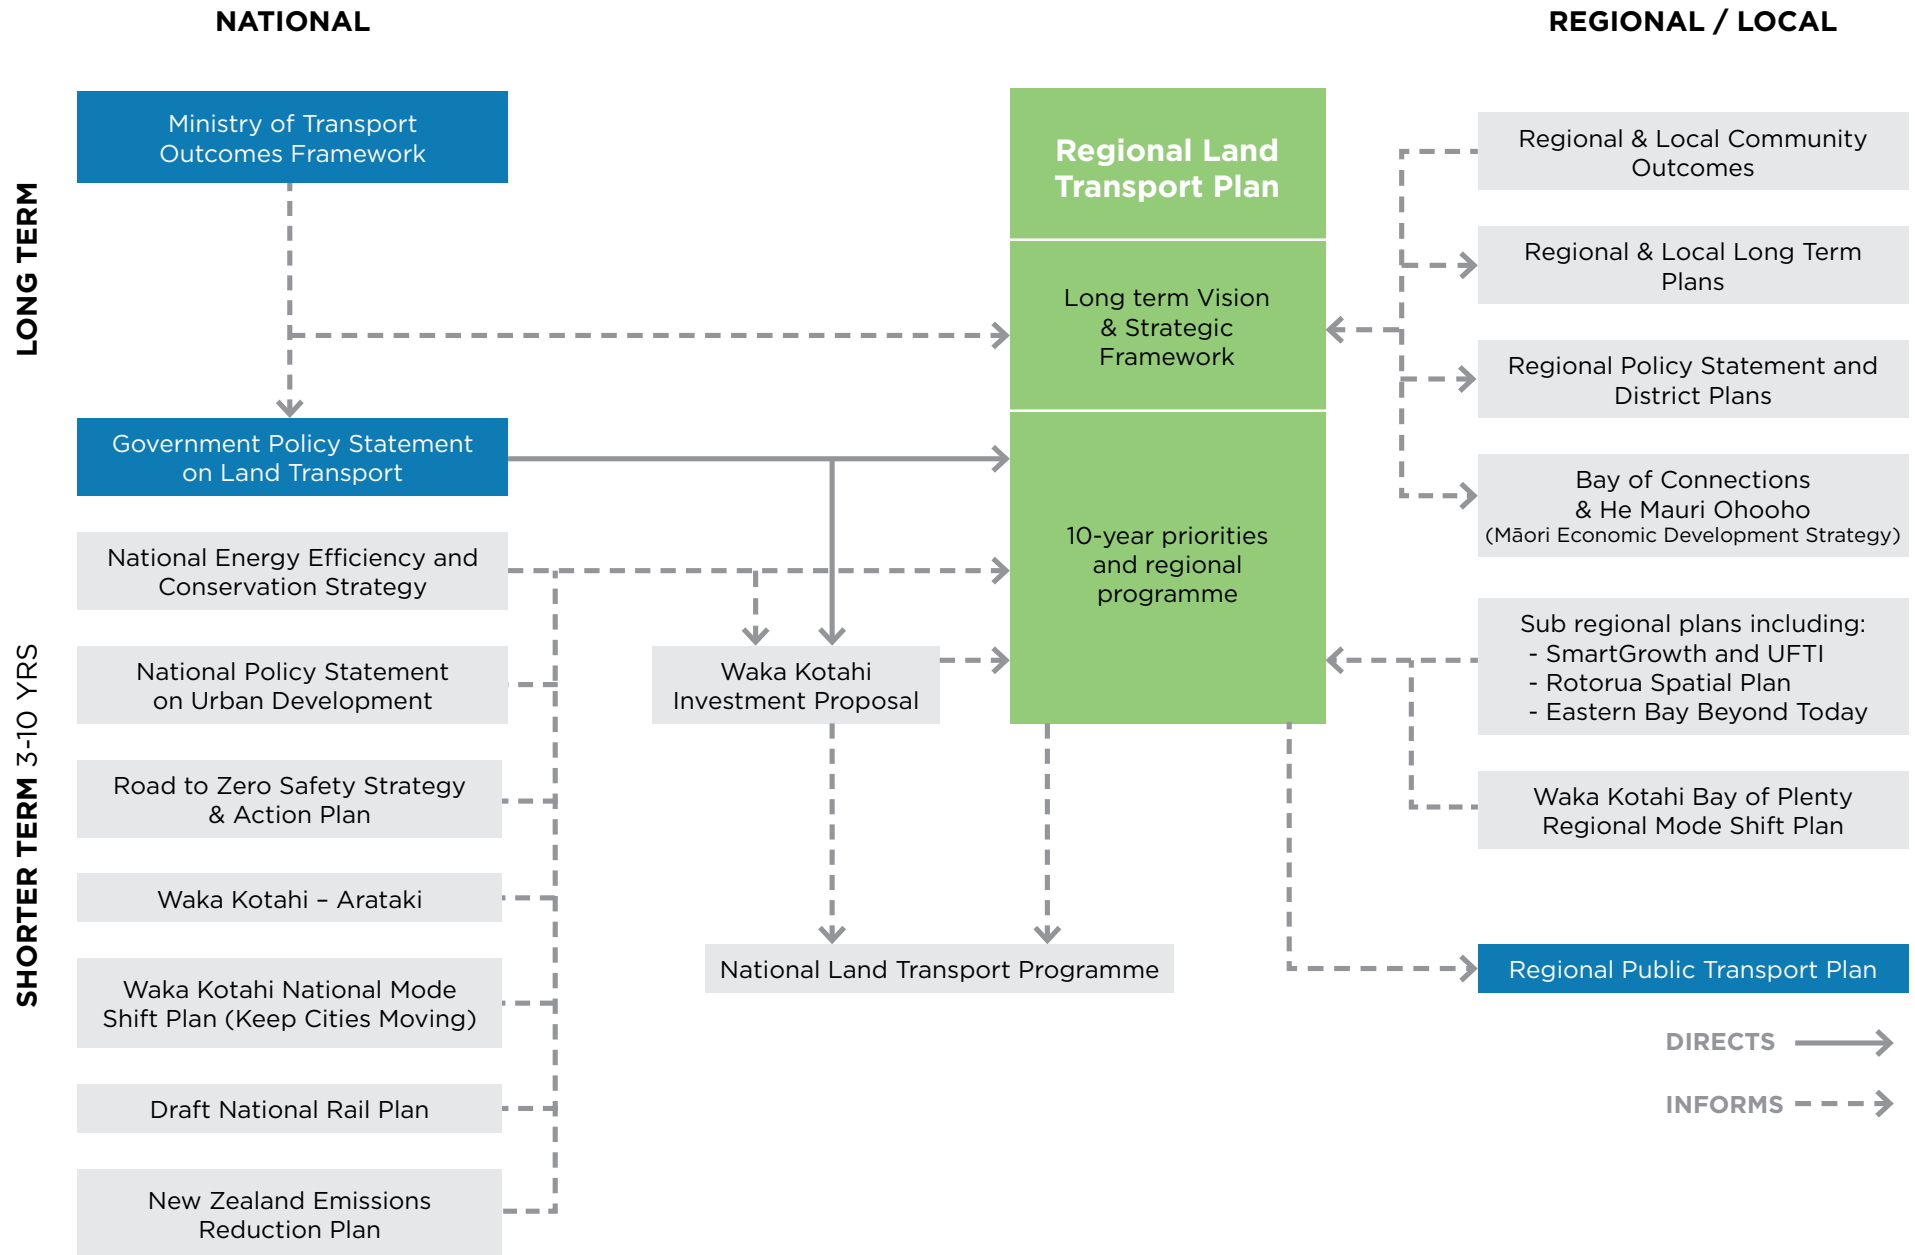 NATIONAL
REGIONAL / LOCAL
LONG TERM
Ministry of Transport
Outcomes Framework
Government Policy Statement
on Land Transport
SHORTER TERM 3-10 YRS
National Energy Efficiency and
Conservation Strategy
National Policy Statement
on Urban Development
Road to Zero Safety Strategy
& Action Plan
Waka Kotahi – Arataki
Waka Kotahi National Mode
Shift Plan (Keep Cities Moving)
Draft National Rail Plan
New Zealand Emissions
Reduction Plan
Waka Kotahi
Investment Proposal
National Land Transport Programme
Regional Land
Transport Plan
Long term Vision
& Strategic
Framework
10-year priorities
and regional
programme
Regional & Local Community
Outcomes
Regional & Local Long Term
Plans
Regional Policy Statement and
District Plans
Bay of Connections
& He Mauri Ohooho
(Māori Economic Development Strategy)
Sub regional plans including:
- SmartGrowth and UFTI
- Rotorua Spatial Plan
- Eastern Bay Beyond Today
Waka Kotahi Bay of Plenty
Regional Mode Shift Plan
Regional Public Transport Plan
DIRECTS
INFORMS